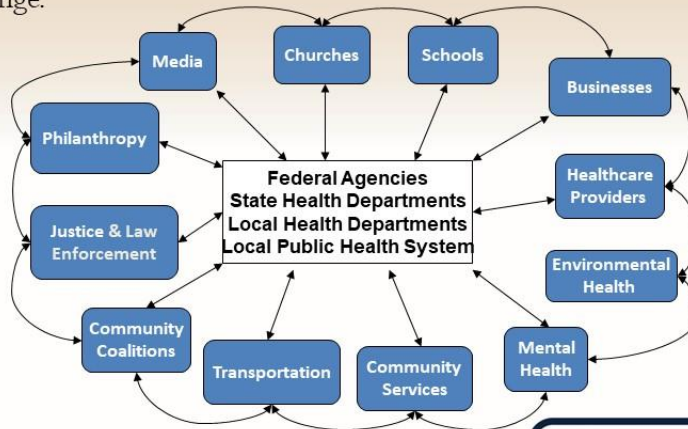 nge.
Media
Churches
Schools
Businesses
Philanthropy
Federal Agencies
State Health Departments
Local Health Departments
Local Public Health System
Healthcare
Providers
Justice & Law
Enforcement
Environmental
Health
Community
Coalitions
Transportation
Community
Services
Mental
Health